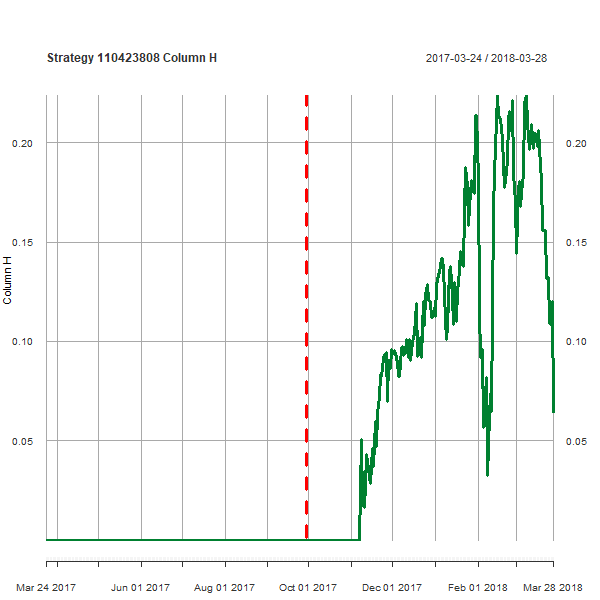 Strategy 110423808 Column H 2017-03-24 / 2018-03-28
0.20 0.20
0.15 0.15
Column H
0.10 0.10
0.05 0.05
Mar 24 2017 Jun 01 2017 Aug 01 2017 Oct 01 2017 Dec 01 2017 Feb 01 2018 Mar 28 2018